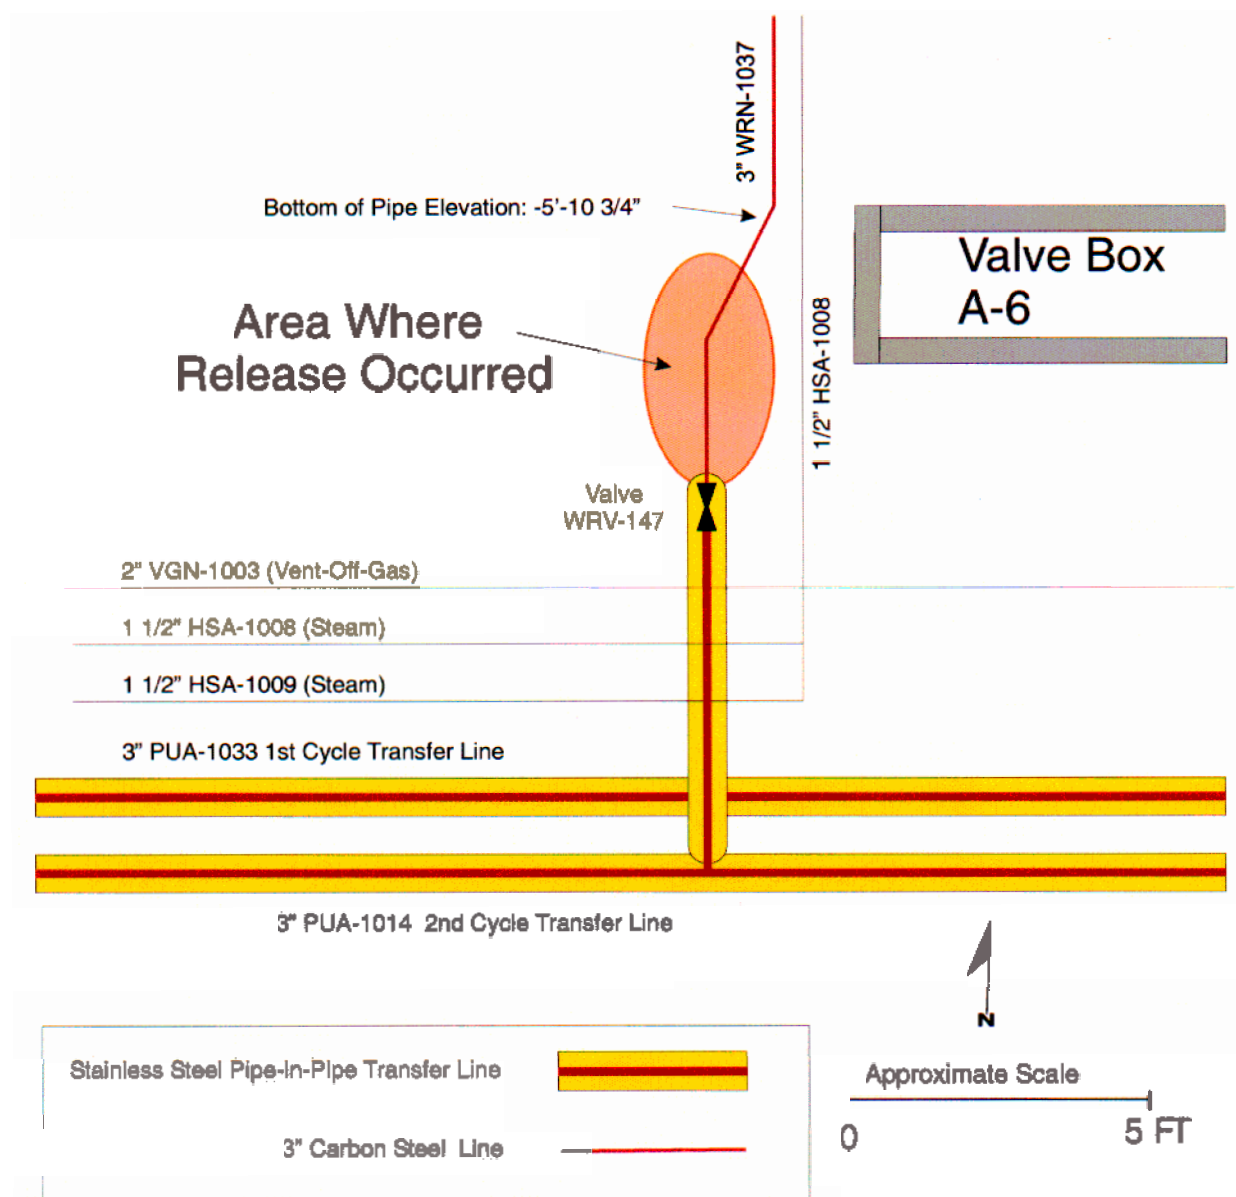 3" WRN-1037
Bottom of Pipe Elevation: -5'-10 3/4"
Valve Box
A-6
Area Where
Release Occurred
1 1/2" HSA-1008
Valve
WRV-147
2" VGN-1003 (Vent-Off-Gas)
1 1/2" HSA-1008 (Steam)
1 1/2" HSA-1009 (Steam)
3" PUA-1033 1st Cycle Transfer Line
3" PUA-1014 2nd Cycle Transfer Line
N
Stainless Steel Pipe-In-Pipe Transfer Line
3" Carbon Steel Line
Approximate Scale
0 5 FT